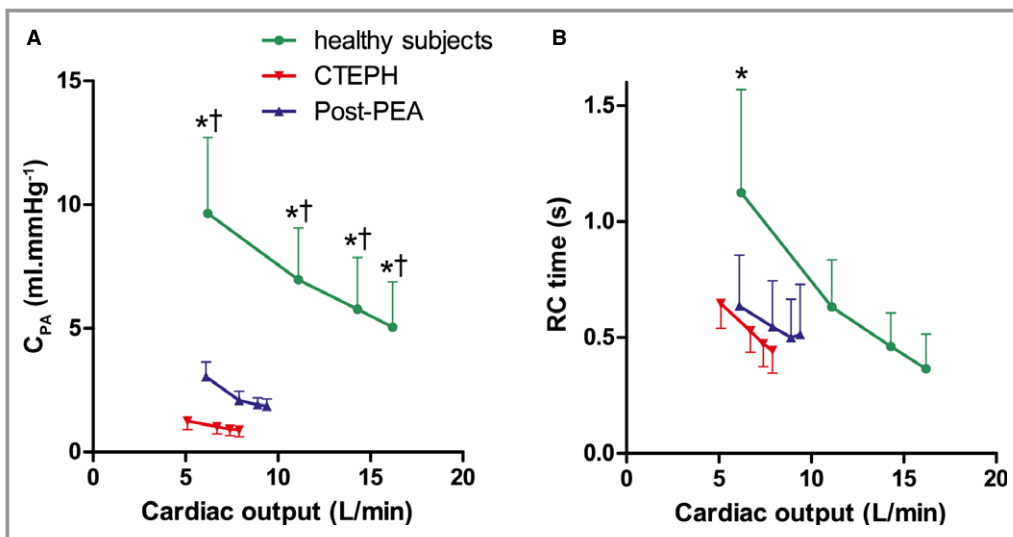 A
healthy subjects
CTEPH
Post-PEA
15
10
5
0
C_PA (ml.mmHg⁻¹)
*†
*†
*†
*†
0 5 10 15 20
Cardiac output (L/min)
B
1.5
1.0
0.5
0.0
RC time (s)
*
0 5 10 15 20
Cardiac output (L/min)